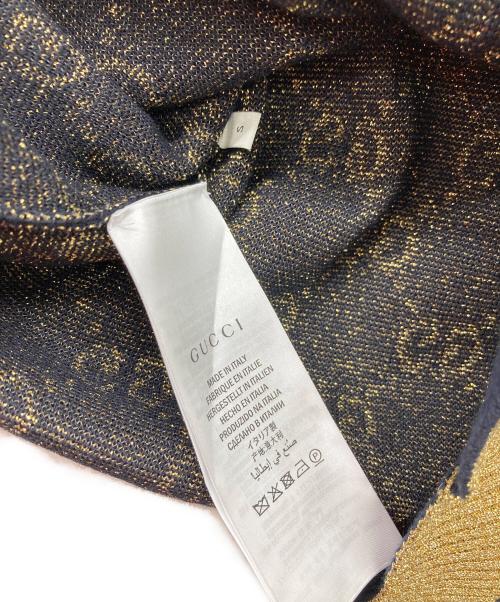 S
GUCCI
MADE IN ITALY
FABRIQUÉ EN ITALIE
HERGESTELLT IN ITALIEN
HECHO EN ITALIA
PRODUZIDO NA ITALIA
СДЕЛАНО В ИТАЛИИ
イタリア製
产地意大利
صنع في إيطاليا
P